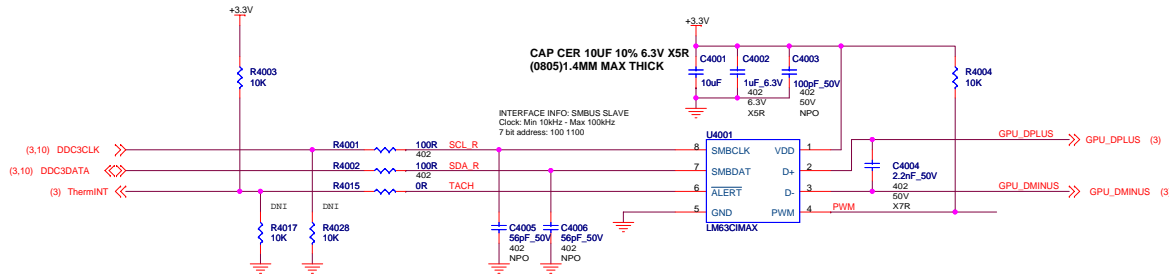 +3.3V
+3.3V
CAP CER 10UF 10% 6.3V X5R
(0805)1.4MM MAX THICK
C4001
10uF
C4002
1uF_6.3V
402
6.3V
X5R
C4003
100pF_50V
402
50V
NPO
R4003
10K
R4004
10K
INTERFACE INFO: SMBUS SLAVE
Clock: Min 10kHz - Max 100kHz
7 bit address: 100 1100
U4001
(3,10) DDC3CLK
R4001
100R
402
SCL_R
8
SMBCLK
VDD
1
GPU_DPLUS
GPU_DPLUS (3)
(3,10) DDC3DATA
R4002
100R
402
SDA_R
7
SMBDAT
D+
2
C4004
2.2nF_50V
402
50V
X7R
(3) ThermINT
R4015
0R
TACH
6
ALERT
D-
3
GPU_DMINUS
GPU_DMINUS (3)
5
GND
PWM
4
PWM
LM63CIMAX
DNI
R4017
10K
DNI
R4028
10K
C4005
56pF_50V
402
NPO
C4006
56pF_50V
402
NPO